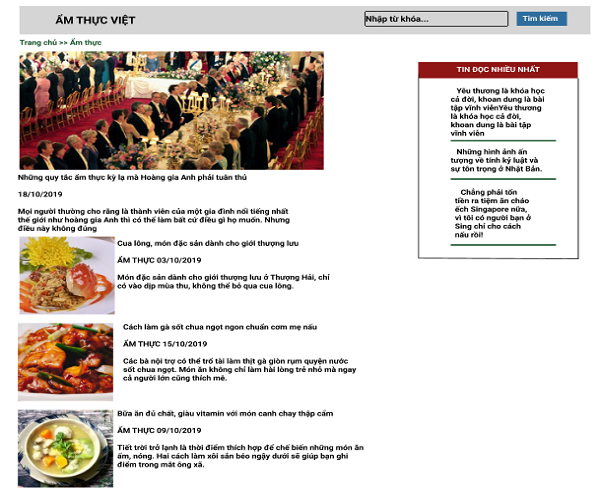 ẨM THỰC VIỆT
Nhập từ khóa...
Tìm kiếm
Trang chủ >> Ẩm thực
Những quy tắc ẩm thực kỳ lạ mà Hoàng gia Anh phải tuân thủ
18/10/2019
Mọi người thường cho rằng là thành viên của một gia đình nổi tiếng nhất
thế giới như hoàng gia Anh thì có thể làm bất cứ điều gì họ muốn. Nhưng
điều này không đúng
Cua lông, món đặc sản dành cho giới thượng lưu
ẨM THỰC 03/10/2019
Món đặc sản dành cho giới thượng lưu ở Thượng Hải, chỉ
có vào dịp mùa thu, không thể bỏ qua cua lông.
Cách làm gà sốt chua ngọt ngon chuẩn cơm mẹ nấu
ẨM THỰC 15/10/2019
Các bà nội trợ có thể trổ tài làm thịt gà giòn rụm quyện nước
sốt chua ngọt. Món ăn không chỉ làm hài lòng trẻ nhỏ mà ngay
cả người lớn cũng thích mê.
Bữa ăn đủ chất, giàu vitamin với món canh chay thập cẩm
ẨM THỰC 09/10/2019
Tiết trời trở lạnh là thời điểm thích hợp để chế biến những món ăn
ấm, nóng. Hai cách làm xôi sắn béo ngậy dưới sẽ giúp bạn ghi
điểm trong mắt ông xã.
TIN ĐỌC NHIỀU NHẤT
Yêu thương là khóa học
cả đời, khoan dung là bài
tập vĩnh viễnYêu thương
là khóa học cả đời,
khoan dung là bài tập
vĩnh viễn
Những hình ảnh ấn
tượng về tính kỷ luật và
sự tôn trọng ở Nhật Bản.
Chẳng phải tốn
tiền ra tiệm ăn cháo
ếch Singapore nữa,
vì tôi có người bạn ở
Sing chỉ cho cách
nấu rồi!